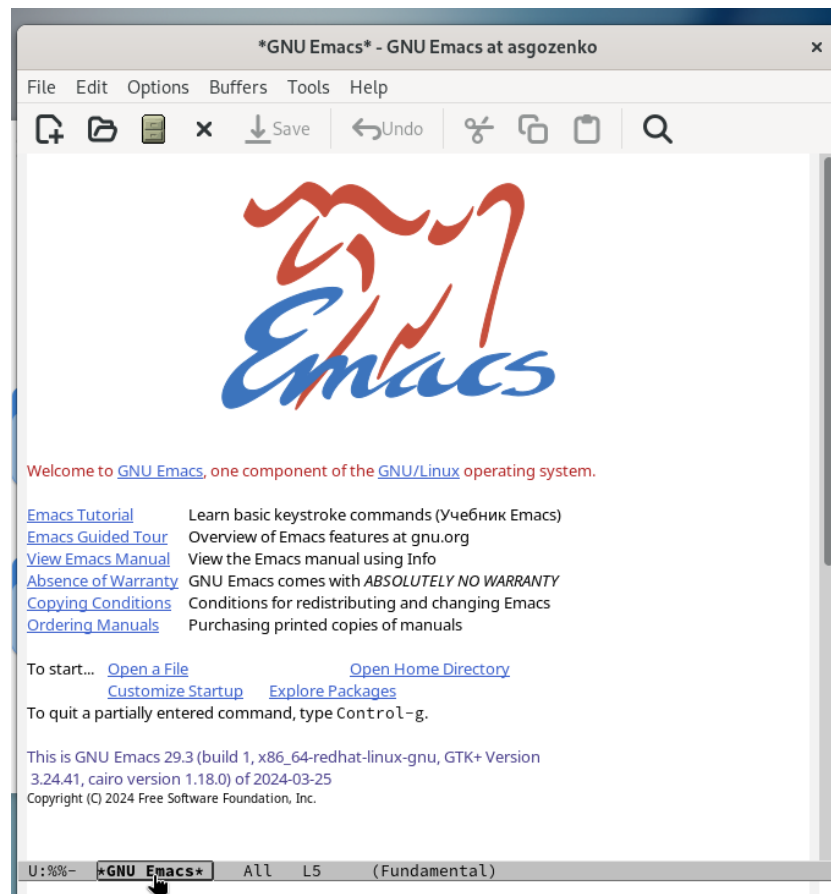 *GNU Emacs* - GNU Emacs at asgozenko
File Edit Options Buffers Tools Help
Save Undo
Emacs
Welcome to GNU Emacs, one component of the GNU/Linux operating system.
Emacs Tutorial Learn basic keystroke commands (Учебник Emacs)
Emacs Guided Tour Overview of Emacs features at gnu.org
View Emacs Manual View the Emacs manual using Info
Absence of Warranty GNU Emacs comes with ABSOLUTELY NO WARRANTY
Copying Conditions Conditions for redistributing and changing Emacs
Ordering Manuals Purchasing printed copies of manuals
To start... Open a File Open Home Directory
Customize Startup Explore Packages
To quit a partially entered command, type Control-g.
This is GNU Emacs 29.3 (build 1, x86_64-redhat-linux-gnu, GTK+ Version
3.24.41, cairo version 1.18.0) of 2024-03-25
Copyright (C) 2024 Free Software Foundation, Inc.
U:%%- *GNU Emacs* All L5 (Fundamental)